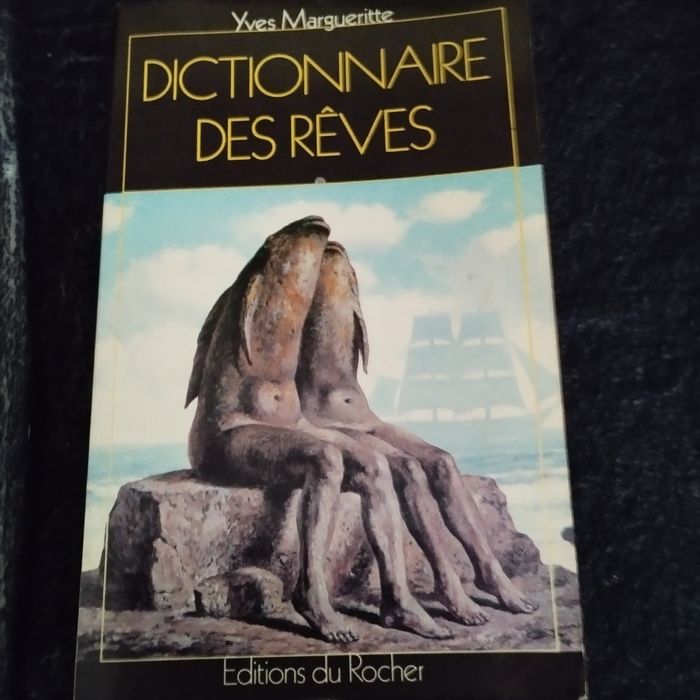 Yves Margueritte
DICTIONNAIRE
DES RÊVES
Editions du Rocher